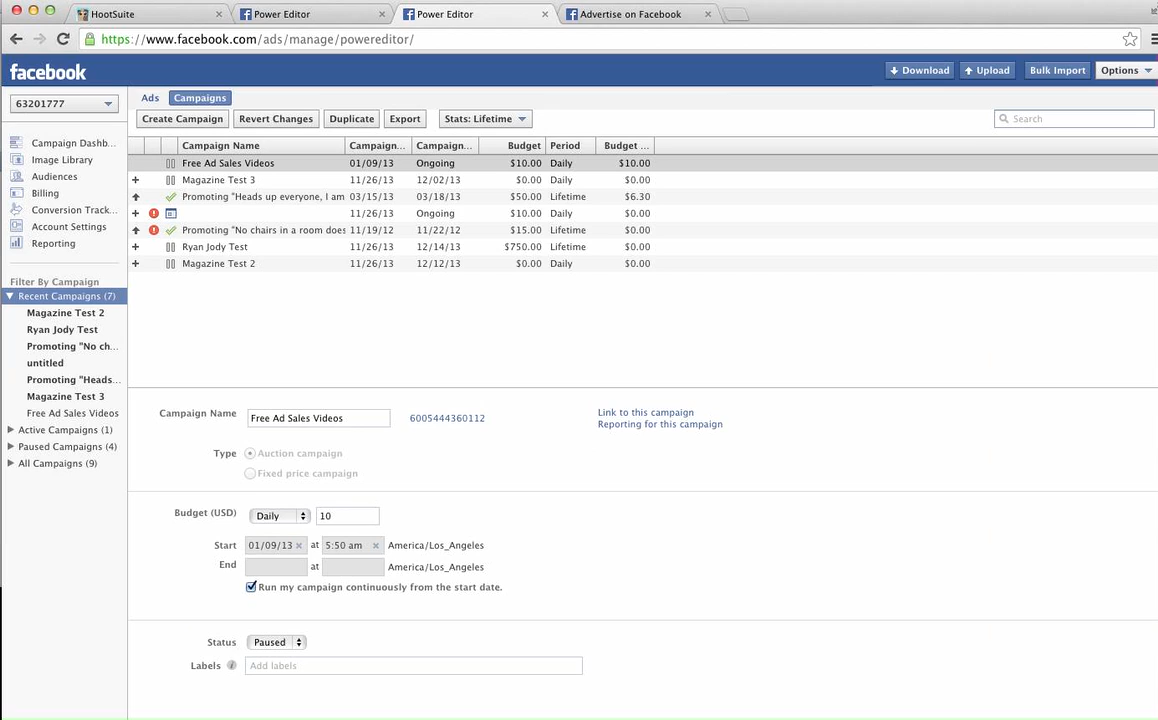 HootSuite
Power Editor
Power Editor
Advertise on Facebook
https://www.facebook.com/ads/manage/powereditor/
facebook
Download Upload Bulk Import Options
63201777
Ads Campaigns
Create Campaign Revert Changes Duplicate Export Stats: Lifetime Search
Campaign Dashb...
Image Library
Audiences
Billing
Conversion Track...
Account Settings
Reporting
Filter By Campaign
Recent Campaigns (7)
Magazine Test 2
Ryan Jody Test
Promoting "No ch...
untitled
Promoting "Heads...
Magazine Test 3
Free Ad Sales Videos
Active Campaigns (1)
Paused Campaigns (4)
All Campaigns (9)
Campaign Name Campaign... Campaign... Budget Period Budget ...
Free Ad Sales Videos 01/09/13 Ongoing $10.00 Daily $10.00
Magazine Test 3 11/26/13 12/02/13 $0.00 Daily $0.00
Promoting "Heads up everyone, I am 03/15/13 03/18/13 $50.00 Lifetime $6.30
11/26/13 Ongoing $10.00 Daily $0.00
Promoting "No chairs in a room does 11/19/12 11/22/12 $15.00 Lifetime $0.00
Ryan Jody Test 11/26/13 12/14/13 $750.00 Lifetime $0.00
Magazine Test 2 11/26/13 12/12/13 $0.00 Daily $0.00
Campaign Name Free Ad Sales Videos 6005444360112
Link to this campaign
Reporting for this campaign
Type Auction campaign
Fixed price campaign
Budget (USD) Daily 10
Start 01/09/13 at 5:50 am America/Los_Angeles
End at America/Los_Angeles
Run my campaign continuously from the start date.
Status Paused
Labels Add labels